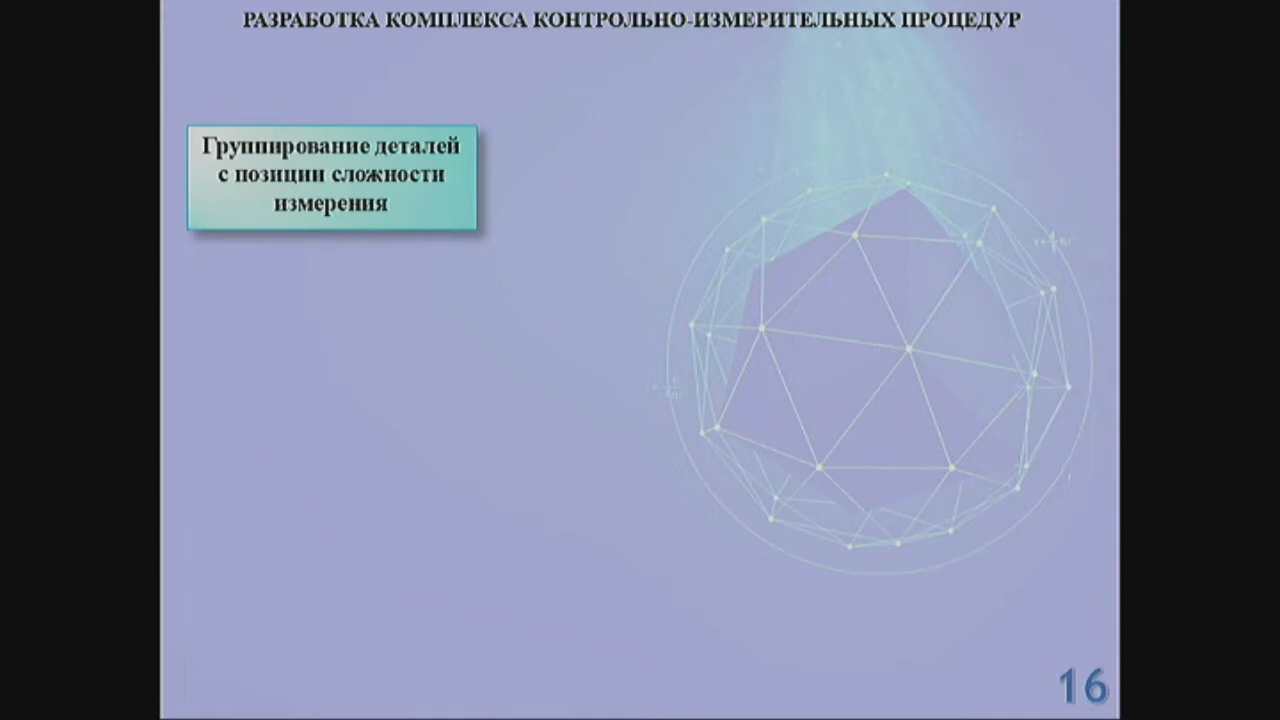 РАЗРАБОТКА КОМПЛЕКСА КОНТРОЛЬНО-ИЗМЕРИТЕЛЬНЫХ ПРОЦЕДУР
Группирование деталей
с позиции сложности
измерения
16